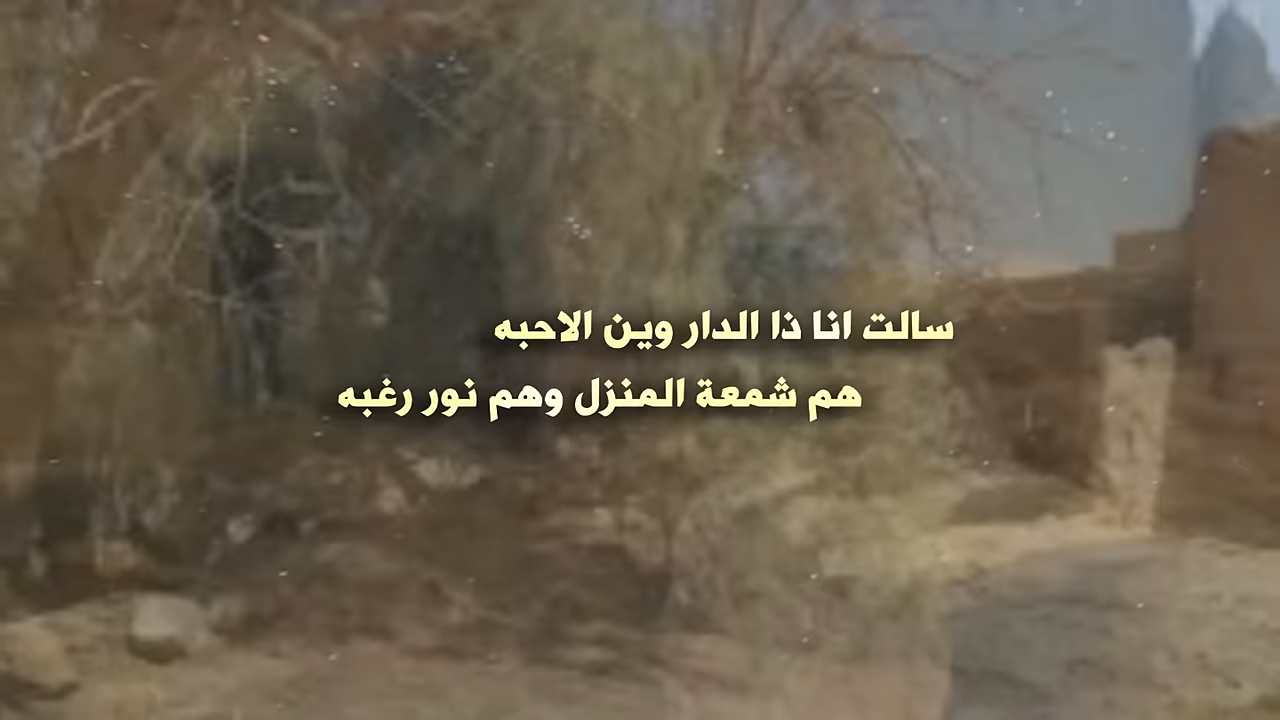 سالت انا ذا الدار وين الاحبه
هم شمعة المنزل وهم نور رغبه